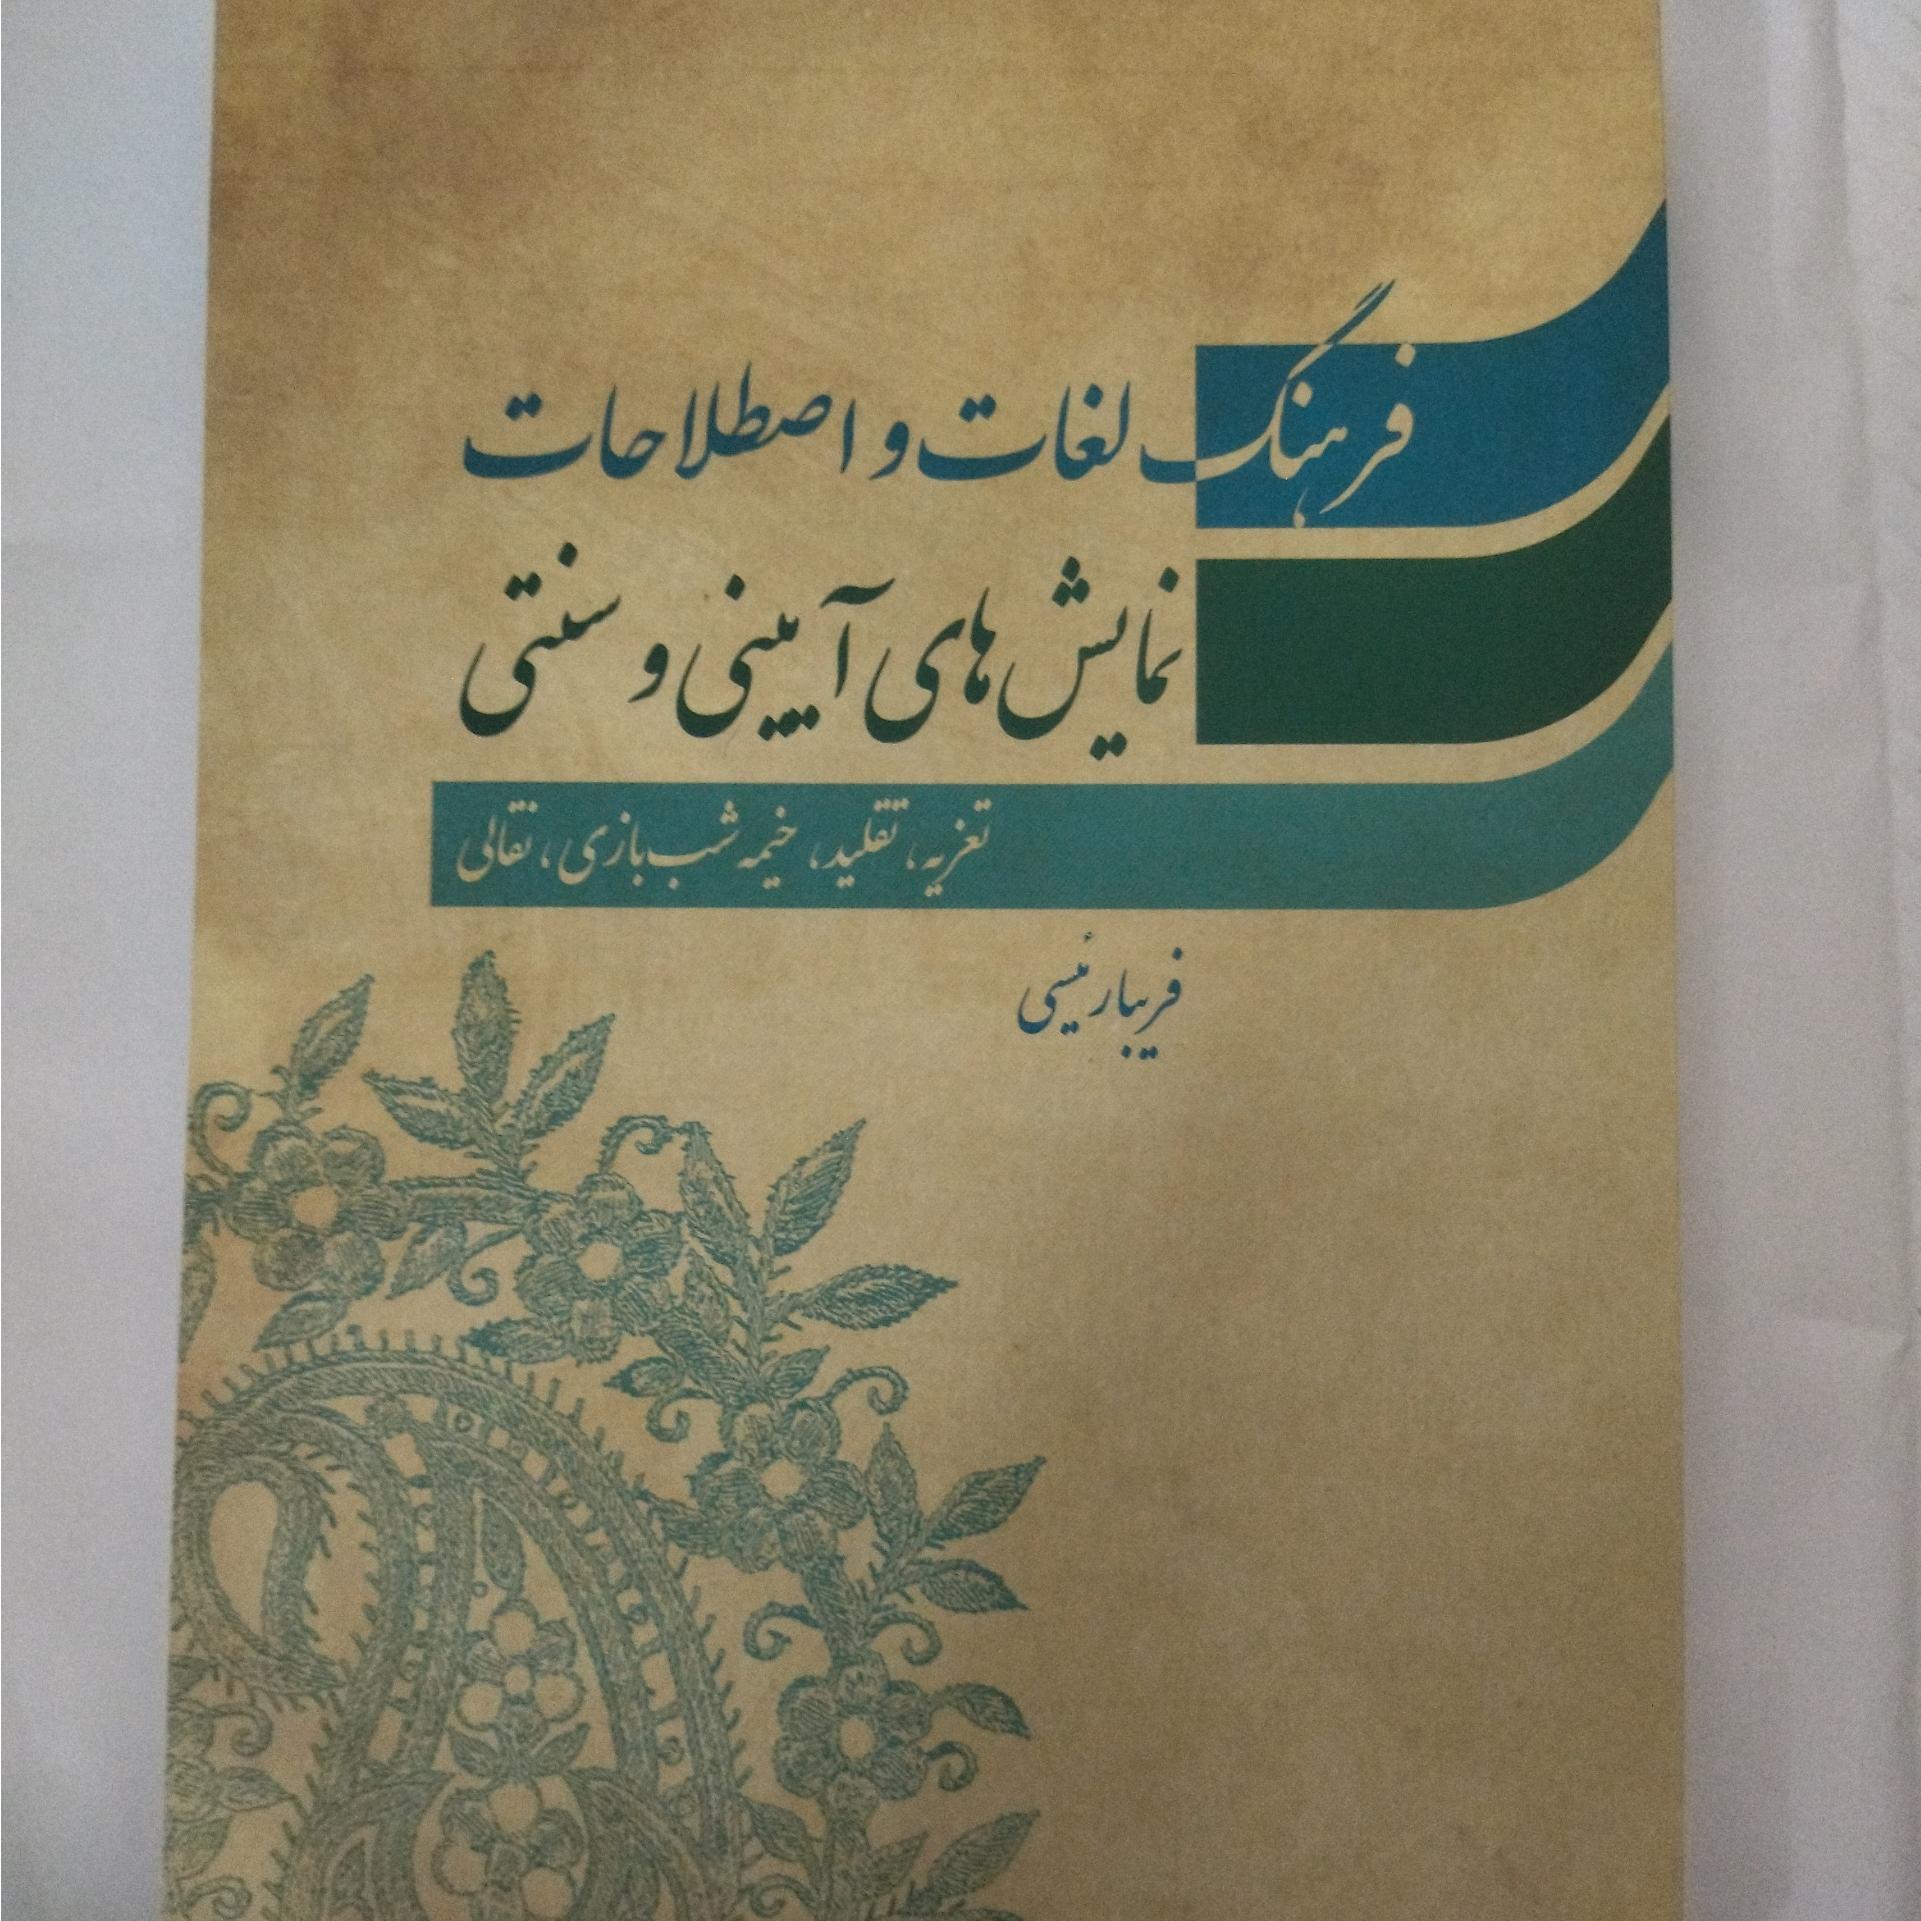 فرهنگ لغات و اصطلاحات
نمایش‌های آیینی و سنتی
تعزیه، تقلید، خیمه شب‌بازی، نقالی
فریبا رئیسی